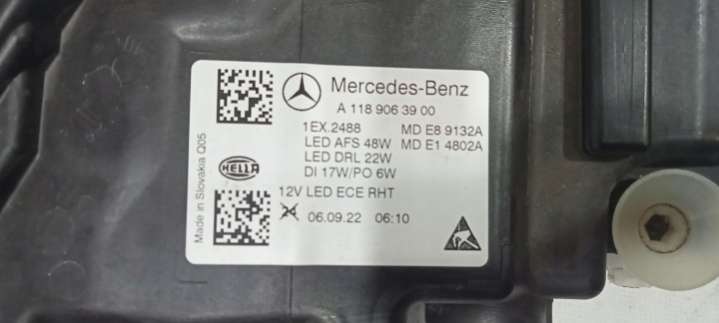 Mercedes-Benz
A 118 906 39 00
1EX.2488 MD E8 9132A
LED AFS 48W MD E1 4802A
LED DRL 22W
DI 17W/PO 6W
12V LED ECE RHT
06.09.22 06:10
HELLA
Made in Slovakia Q05